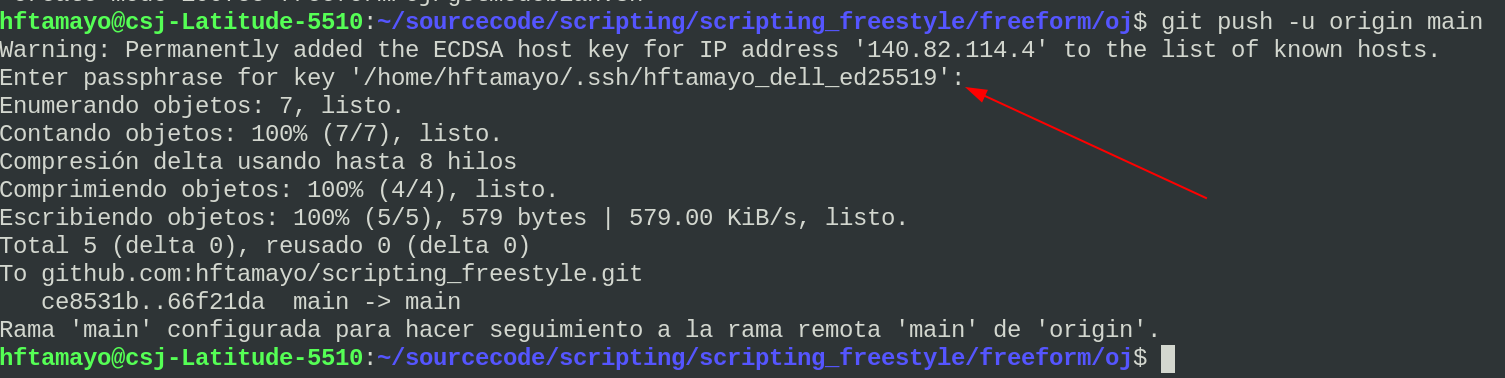 hftamayo@csj-Latitude-5510:~/sourcecode/scripting/scripting_freestyle/freeform/oj$ git push -u origin main
Warning: Permanently added the ECDSA host key for IP address '140.82.114.4' to the list of known hosts.
Enter passphrase for key '/home/hftamayo/.ssh/hftamayo_dell_ed25519':
Enumerando objetos: 7, listo.
Contando objetos: 100% (7/7), listo.
Compresión delta usando hasta 8 hilos
Comprimiendo objetos: 100% (4/4), listo.
Escribiendo objetos: 100% (5/5), 579 bytes | 579.00 KiB/s, listo.
Total 5 (delta 0), reusado 0 (delta 0)
To github.com:hftamayo/scripting_freestyle.git
   ce8531b..66f21da  main -> main
Rama 'main' configurada para hacer seguimiento a la rama remota 'main' de 'origin'.
hftamayo@csj-Latitude-5510:~/sourcecode/scripting/scripting_freestyle/freeform/oj$